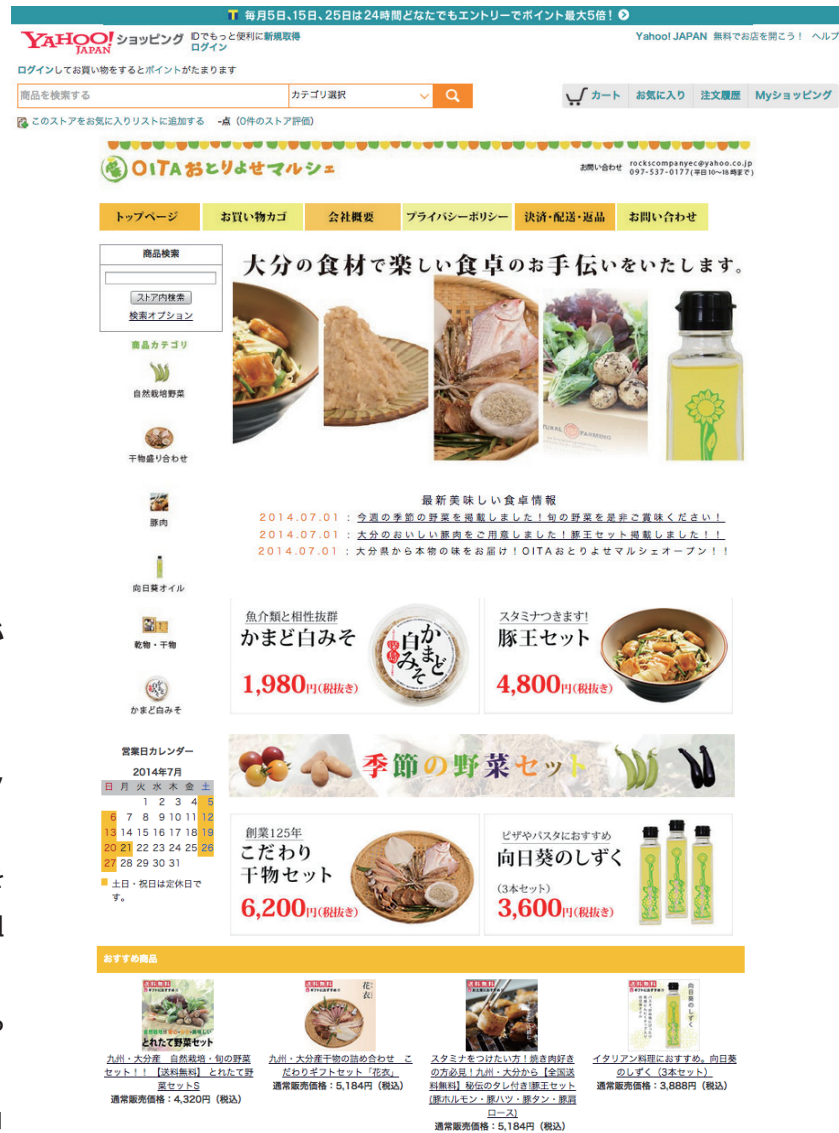 T 毎月5日、15日、25日は24時間どなたでもエントリーでポイント最大5倍！
YAHOO! JAPAN ショッピング IDでもっと便利に新規取得
ログイン
Yahoo! JAPAN 無料でお店を開こう！ ヘルプ
ログインしてお買い物をするとポイントがたまります
商品を検索する カテゴリ選択
カート お気に入り 注文履歴 Myショッピング
このストアをお気に入りリストに追加する -点（0件のストア評価）
OITAおとりよせマルシェ
お問い合わせ rockscompanyec@yahoo.co.jp
097-537-0177(平日10〜18時まで)
トップページ お買い物カゴ 会社概要 プライバシーポリシー 決済・配送・返品 お問い合わせ
商品検索
ストア内検索
検索オプション
商品カテゴリ
自然栽培野菜
干物盛り合わせ
豚肉
向日葵オイル
乾物・干物
かまど白みそ
営業日カレンダー
2014年7月
日 月 火 水 木 金 土
1 2 3 4 5
6 7 8 9 10 11 12
13 14 15 16 17 18 19
20 21 22 23 24 25 26
27 28 29 30 31
土日・祝日は定休日で
す。
大分の食材で楽しい食卓のお手伝いをいたします。
最新美味しい食卓情報
2014.07.01：今週の季節の野菜を掲載しました！旬の野菜を是非ご賞味ください！
2014.07.01：大分のおいしい豚肉をご用意しました！豚王セット掲載しました！！
2014.07.01：大分県から本物の味をお届け！OITAおとりよせマルシェオープン！！
魚介類と相性抜群
かまど白みそ
1,980円(税抜き)
かまど
白みそ
スタミナつきます!
豚王セット
4,800円(税抜き)
季節の野菜セット
創業125年
こだわり
干物セット
6,200円(税抜き)
ピザやパスタにおすすめ
向日葵のしずく
(3本セット)
3,600円(税抜き)
おすすめ商品
送料無料
とれたて野菜セット
九州・大分産 自然栽培・旬の野菜
セット！！【送料無料】 とれたて野
菜セットS
通常販売価格：4,320円（税込）
送料無料
花衣
九州・大分産干物の詰め合わせ こ
だわりギフトセット「花衣」
通常販売価格：5,184円（税込）
送料無料
スタミナをつけたい方！焼き肉好き
の方必見！九州・大分から【全国送
料無料】秘伝のタレ付き!豚王セット
(豚ホルモン・豚ハツ・豚タン・豚肩
ロース)
通常販売価格：5,184円（税込）
送料無料
向日葵のしずく
イタリアン料理におすすめ。向日葵
のしずく（3本セット）
通常販売価格：3,888円（税込）